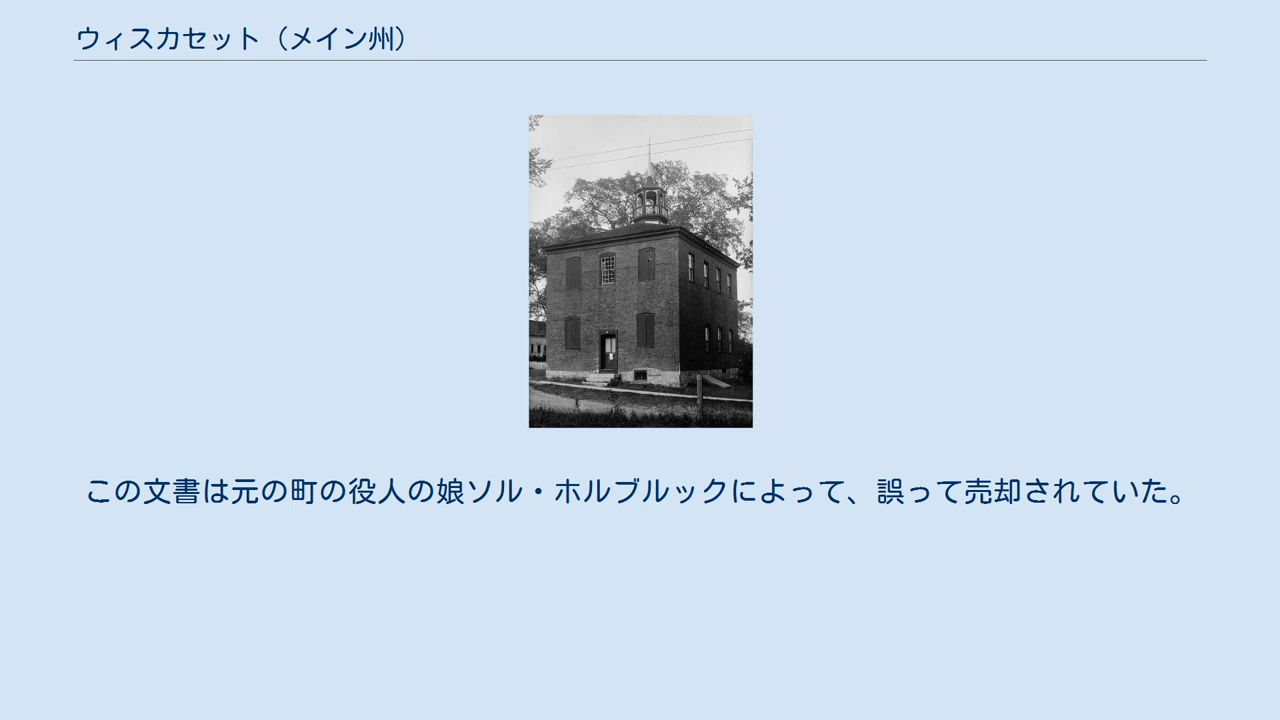 ウィスカセット（メイン州）
この文書は元の町の役人の娘ソル・ホルブルックによって、誤って売却されていた。